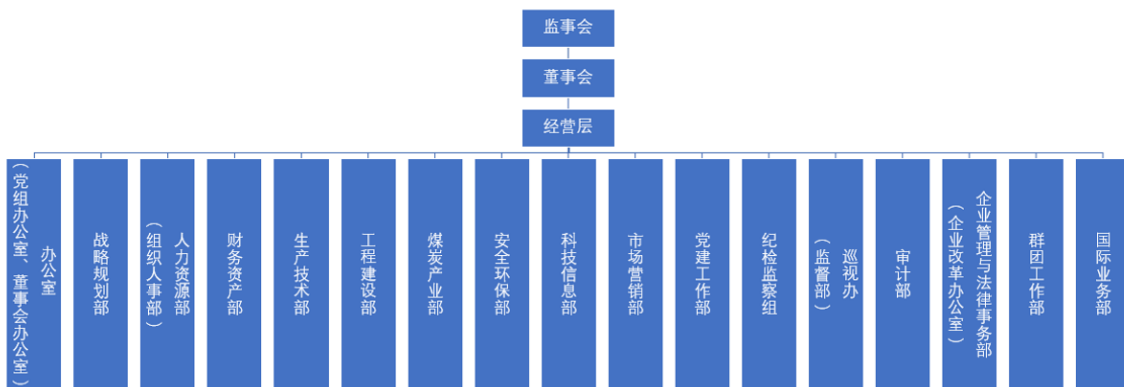 监事会
董事会
经营层
办公室
（党组办公室、董事会办公室）
战略规划部
人力资源部
（组织人事部）
财务资产部
生产技术部
工程建设部
煤炭产业部
安全环保部
科技信息部
市场营销部
党建工作部
纪检监察组
巡视办
（监督部）
审计部
企业管理与法律事务部
（企业改革办公室）
群团工作部
国际业务部